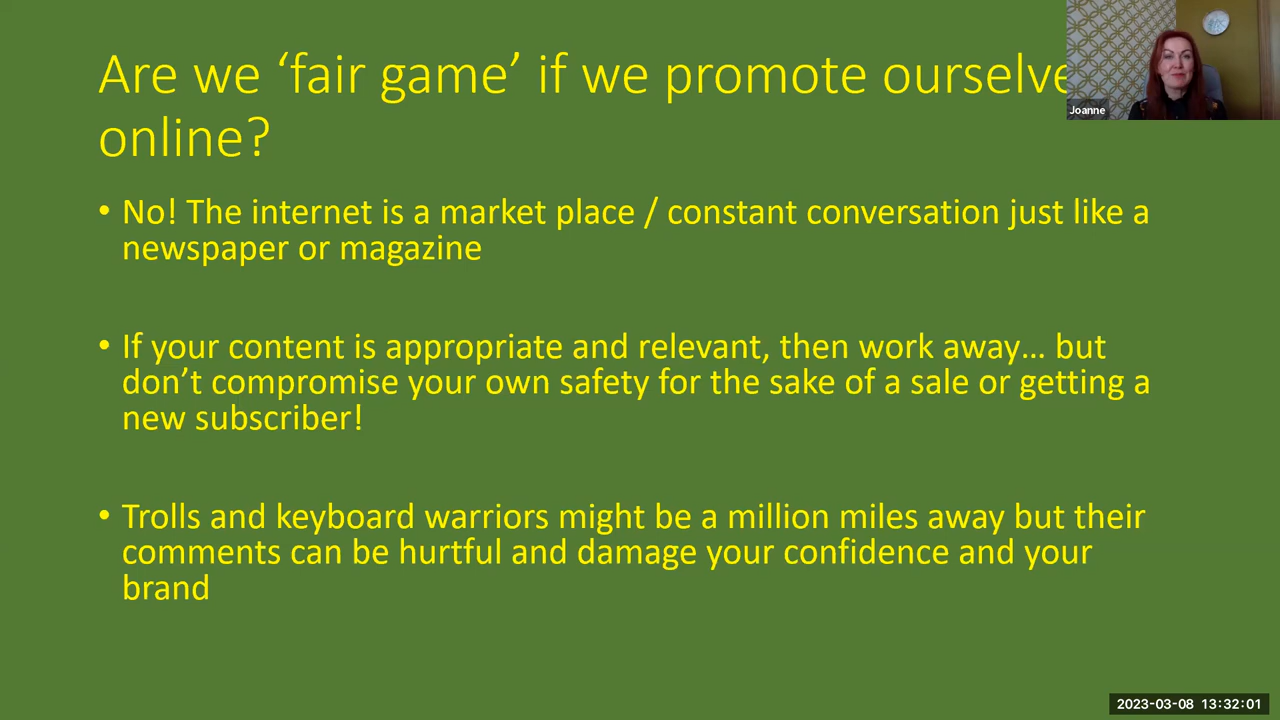 Are we ‘fair game’ if we promote ourselve
online?
• No! The internet is a market place / constant conversation just like a
newspaper or magazine
• If your content is appropriate and relevant, then work away… but
don’t compromise your own safety for the sake of a sale or getting a
new subscriber!
• Trolls and keyboard warriors might be a million miles away but their
comments can be hurtful and damage your confidence and your
brand
Joanne
2023-03-08 13:32:01